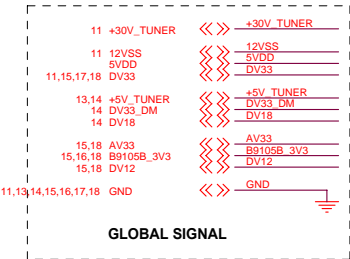 11 +30V_TUNER +30V_TUNER
11 12VSS 12VSS
5VDD 5VDD
11,15,17,18 DV33 DV33
13,14 +5V_TUNER +5V_TUNER
14 DV33_DM DV33_DM
14 DV18 DV18
15,18 AV33 AV33
15,16,18 B9105B_3V3 B9105B_3V3
15,18 DV12 DV12
11,13,14,15,16,17,18 GND GND
GLOBAL SIGNAL